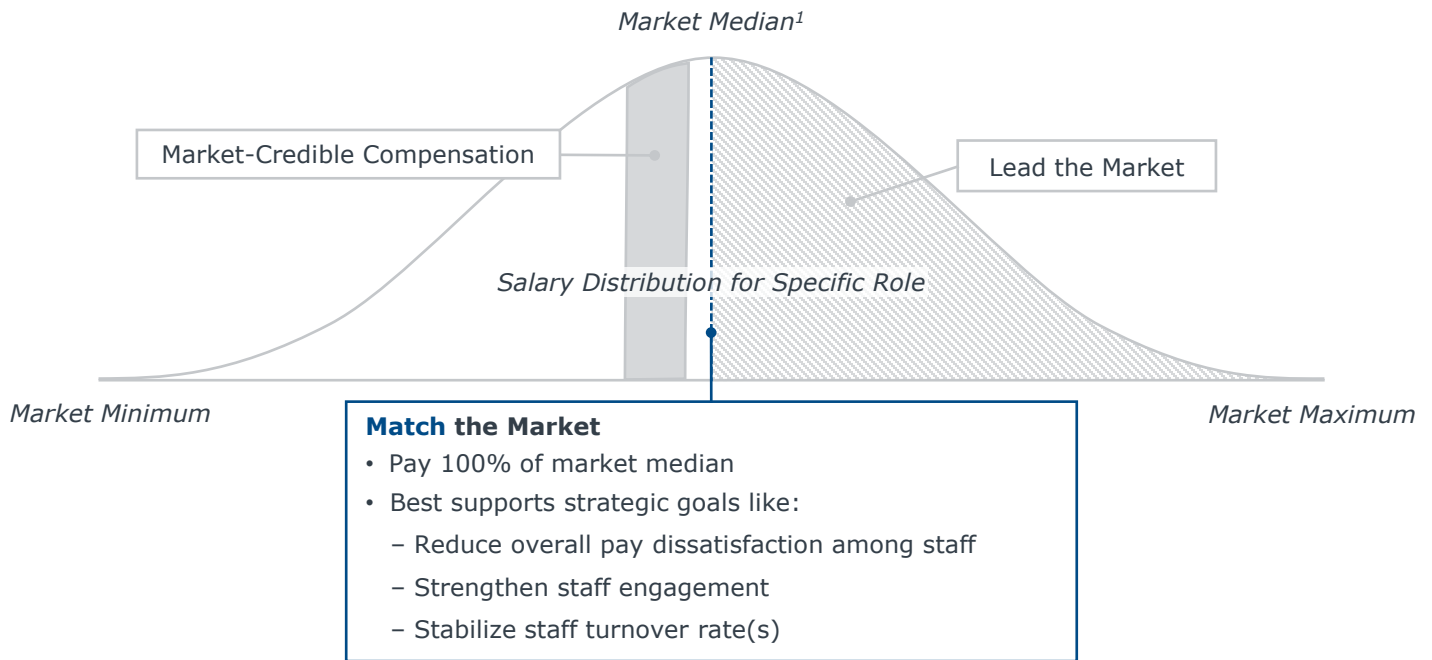 Market Median¹
Market-Credible Compensation
Lead the Market
Salary Distribution for Specific Role
Market Minimum
Market Maximum
Match the Market
• Pay 100% of market median
• Best supports strategic goals like:
– Reduce overall pay dissatisfaction among staff
– Strengthen staff engagement
– Stabilize staff turnover rate(s)